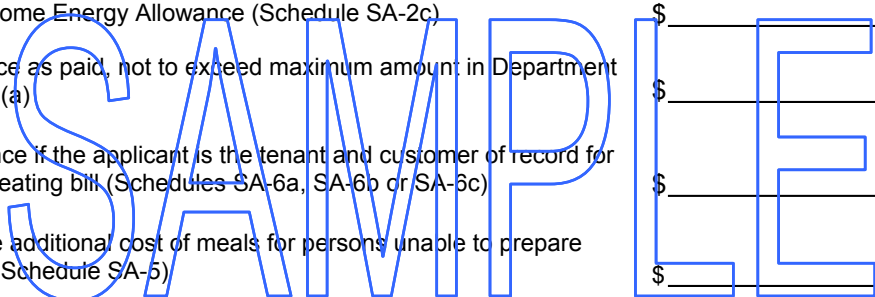 ome Energy Allowance (Schedule SA-2c) $
ce as paid, not to exceed maximum amount in Department
(a) $
nce if the applicant is the tenant and customer of record for
eating bill (Schedules SA-6a, SA-6b or SA-6c) $
e additional cost of meals for persons unable to prepare
Schedule SA-5) $
SAMPLE